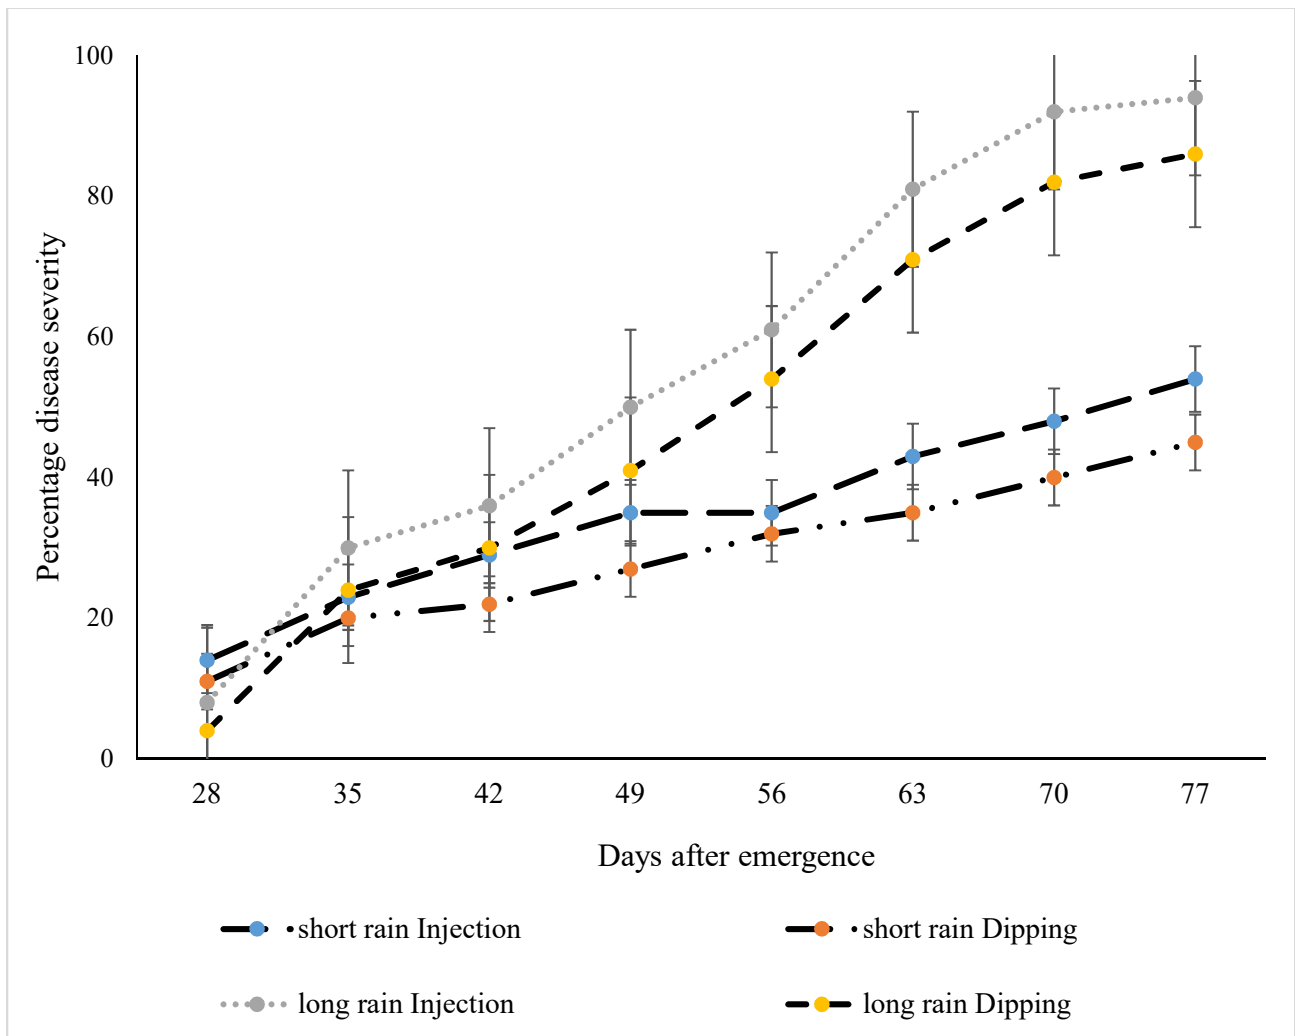 100
80
60
40
20
0
Percentage disease severity
28 35 42 49 56 63 70 77
Days after emergence
short rain Injection
short rain Dipping
long rain Injection
long rain Dipping